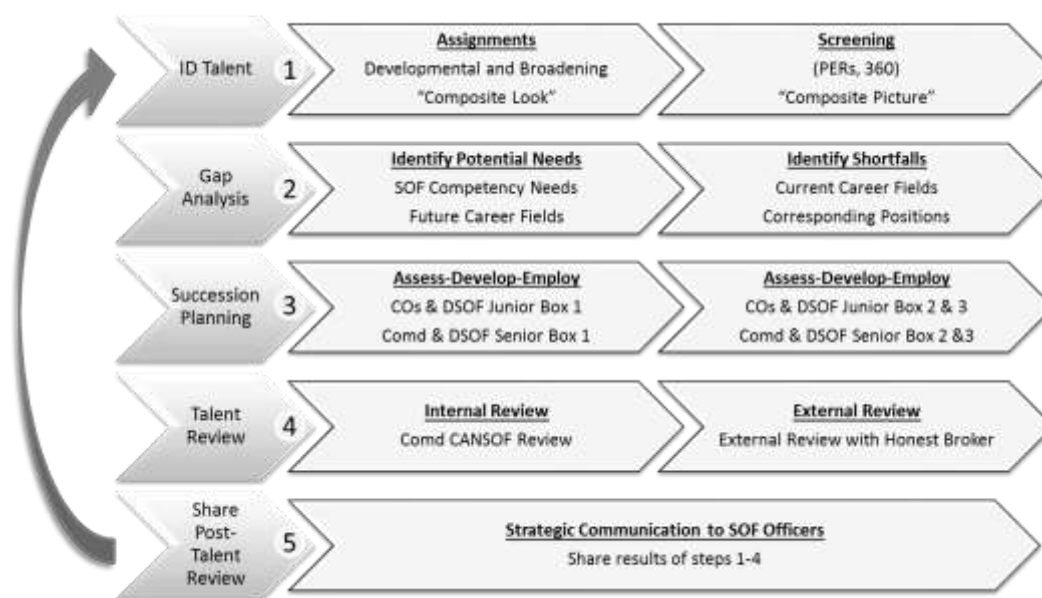 ID Talent
1
Assignments
Developmental and Broadening
"Composite Look"
Screening
(PERs, 360)
"Composite Picture"
Gap
Analysis
2
Identify Potential Needs
SOF Competency Needs
Future Career Fields
Identify Shortfalls
Current Career Fields
Corresponding Positions
Succession
Planning
3
Assess-Develop-Employ
COs & DSOF Junior Box 1
Comd & DSOF Senior Box 1
Assess-Develop-Employ
COs & DSOF Junior Box 2 & 3
Comd & DSOF Senior Box 2 &3
Talent
Review
4
Internal Review
Comd CANSOF Review
External Review
External Review with Honest Broker
Share
Post-
Talent
Review
5
Strategic Communication to SOF Officers
Share results of steps 1-4